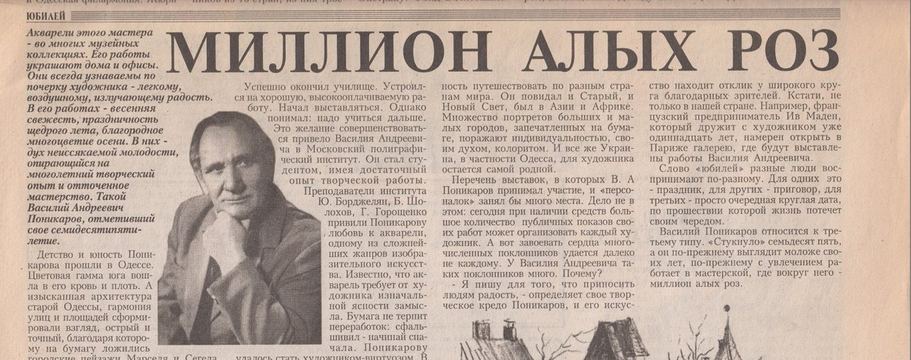 ЮБИЛЕЙ
МИЛЛИОН АЛЫХ РОЗ
Акварели этого мастера
- во многих музейных
коллекциях. Его работы
украшают дома и офисы.
Они всегда узнаваемы по
почерку художника - легкому,
воздушному, излучающему радость.
В его работах - весенняя
свежесть, праздничность
щедрого лета, благородное
многоцветие осени. В них -
дух неиссякаемой молодости,
опирающийся на
многолетний творческий
опыт и отточенное
мастерство. Такой
Василий Андреевич
Поникаров, отметивший
свое семидесятипяти-
летие.
Детство и юность Пони-
карова прошли в Одессе.
Цветовая гамма юга вош-
ла в его кровь и плоть. А
изысканная архитектура
старой Одессы, гармония
улиц и площадей сформи-
ровали взгляд, острый и
точный, благодаря которо-
му на бумагу ложились
городские пейзажи Марселя и Сегела
Успешно окончил училище. Устроил-
ся на хорошую, высокооплачиваемую ра-
боту. Начал выставляться. Однако
понимал: надо учиться дальше.
Это желание совершенствовать-
ся привело Василия Андрееви-
ча в Московский полиграфи-
ческий институт. Он стал сту-
дентом, имея достаточный
опыт творческой работы.
Преподаватели института
Ю. Борджелян, Б. Шо-
лохов, Г. Горощенко
привили Поникарову
любовь к акварели,
одному из сложней-
ших жанров изобра-
зительного искусст-
ва. Известно, что ак-
варель требует от ху-
дожника изначаль-
ной ясности замыс-
ла. Бумага не терпит
переработок: сфаль-
шивил - начинай сна-
чала. Поникарову
удалось стать художником-виртуозом. В
ность путешествовать по разным стра-
нам мира. Он повидал и Старый, и
Новый Свет, был в Азии и Африке.
Множество портретов больших и ма-
лых городов, запечатленных на бума-
ге, поражают индивидуальностью, сво-
им духом, колоритом. И все же Украи-
на, в частности Одесса, для художника
остается самой родной.
Перечень выставок, в которых В. А
Поникаров принимал участие, и «персо-
налок» занял бы много места. Дело не в
этом: сегодня при наличии средств боль-
шое количество публичных показов сво-
их работ может организовать каждый ху-
дожник. А вот завоевать сердца много-
численных поклонников удается далеко
не каждому. У Василия Андреевича та-
ких поклонников много. Почему?
- Я пишу для того, что приносить
людям радость, - определяет свое твор-
ческое кредо Поникаров, и его искус-
ство находят отклик у широкого кру-
га благодарных зрителей. Кстати, не
только в нашей стране. Например, фран-
цузский предприниматель Ив Маден,
который дружит с художником уже
одиннадцать лет, намерен открыть в
Париже галерею, где будут выставле-
ны работы Василия Андреевича.
Слово «юбилей» разные люди вос-
принимают по-разному. Для одних это
- праздник, для других - приговор, для
третьих - просто очередная круглая дата,
по прошествии которой жизнь потечет
своим чередом.
Василий Поникаров относится к тре-
тьему типу. «Стукнуло» семьдесят пять,
а он по-прежнему выглядит моложе сво-
их лет, по-прежнему с увлечением ра-
ботает в мастерской, где вокруг него -
миллион алых роз.